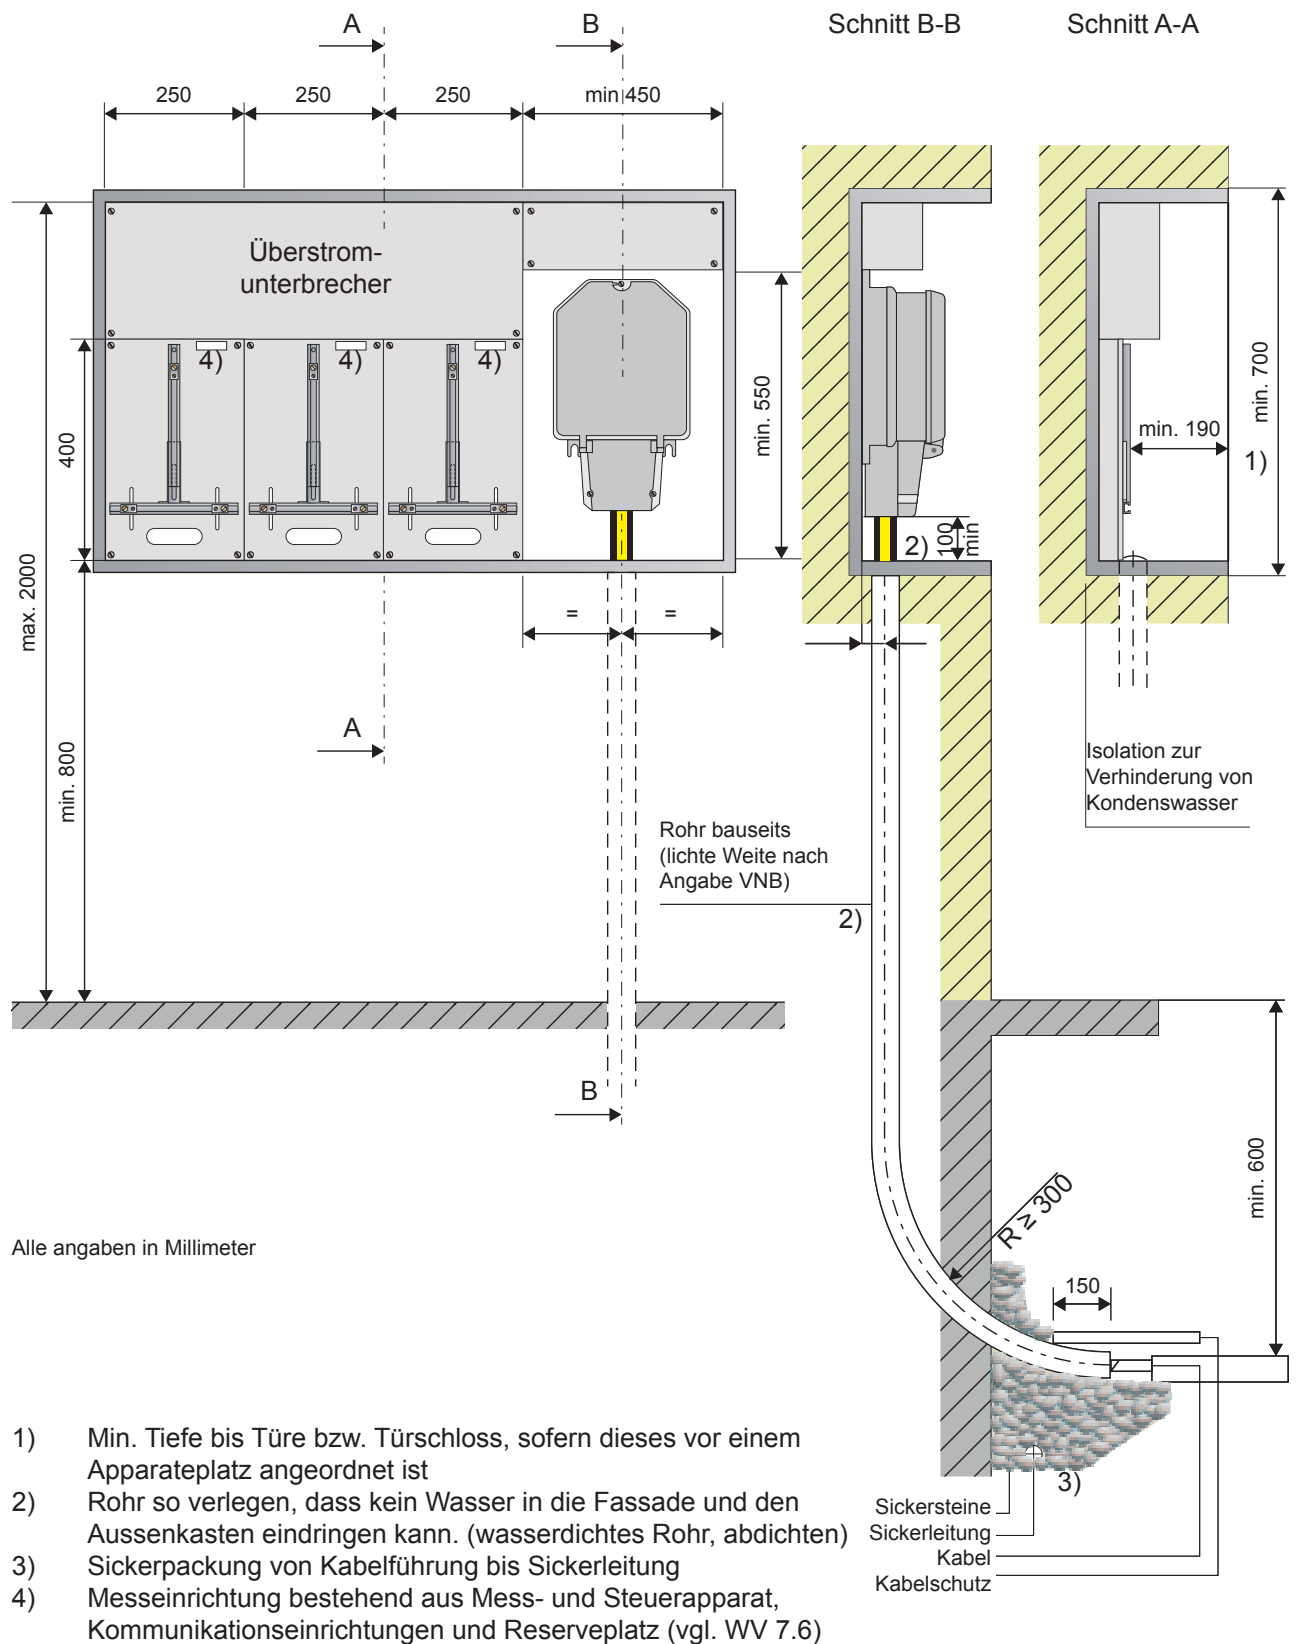 A
B
Schnitt B-B
Schnitt A-A
250
250
250
min 450
Überstrom-
unterbrecher
4)
4)
4)
400
max. 2000
min. 800
min. 550
2)
100
min
min. 190
min. 700
1)
=
=
A
Isolation zur
Verhinderung von
Kondenswasser
Rohr bauseits
(lichte Weite nach
Angabe VNB)
2)
B
min. 600
R ≥ 300
150
Alle angaben in Millimeter
3)
Sickersteine
Sickerleitung
Kabel
Kabelschutz
1) Min. Tiefe bis Türe bzw. Türschloss, sofern dieses vor einem
Apparateplatz angeordnet ist
2) Rohr so verlegen, dass kein Wasser in die Fassade und den
Aussenkasten eindringen kann. (wasserdichtes Rohr, abdichten)
3) Sickerpackung von Kabelführung bis Sickerleitung
4) Messeinrichtung bestehend aus Mess- und Steuerapparat,
Kommunikationseinrichtungen und Reserveplatz (vgl. WV 7.6)